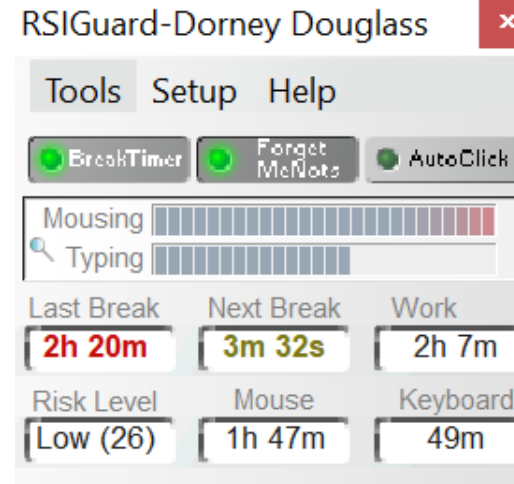 RSIGuard-Dorney Douglass
Tools Setup Help
BreakTimer Forget MeNots AutoClick
Mousing
Typing
Last Break Next Break Work
2h 20m 3m 32s 2h 7m
Risk Level Mouse Keyboard
Low (26) 1h 47m 49m